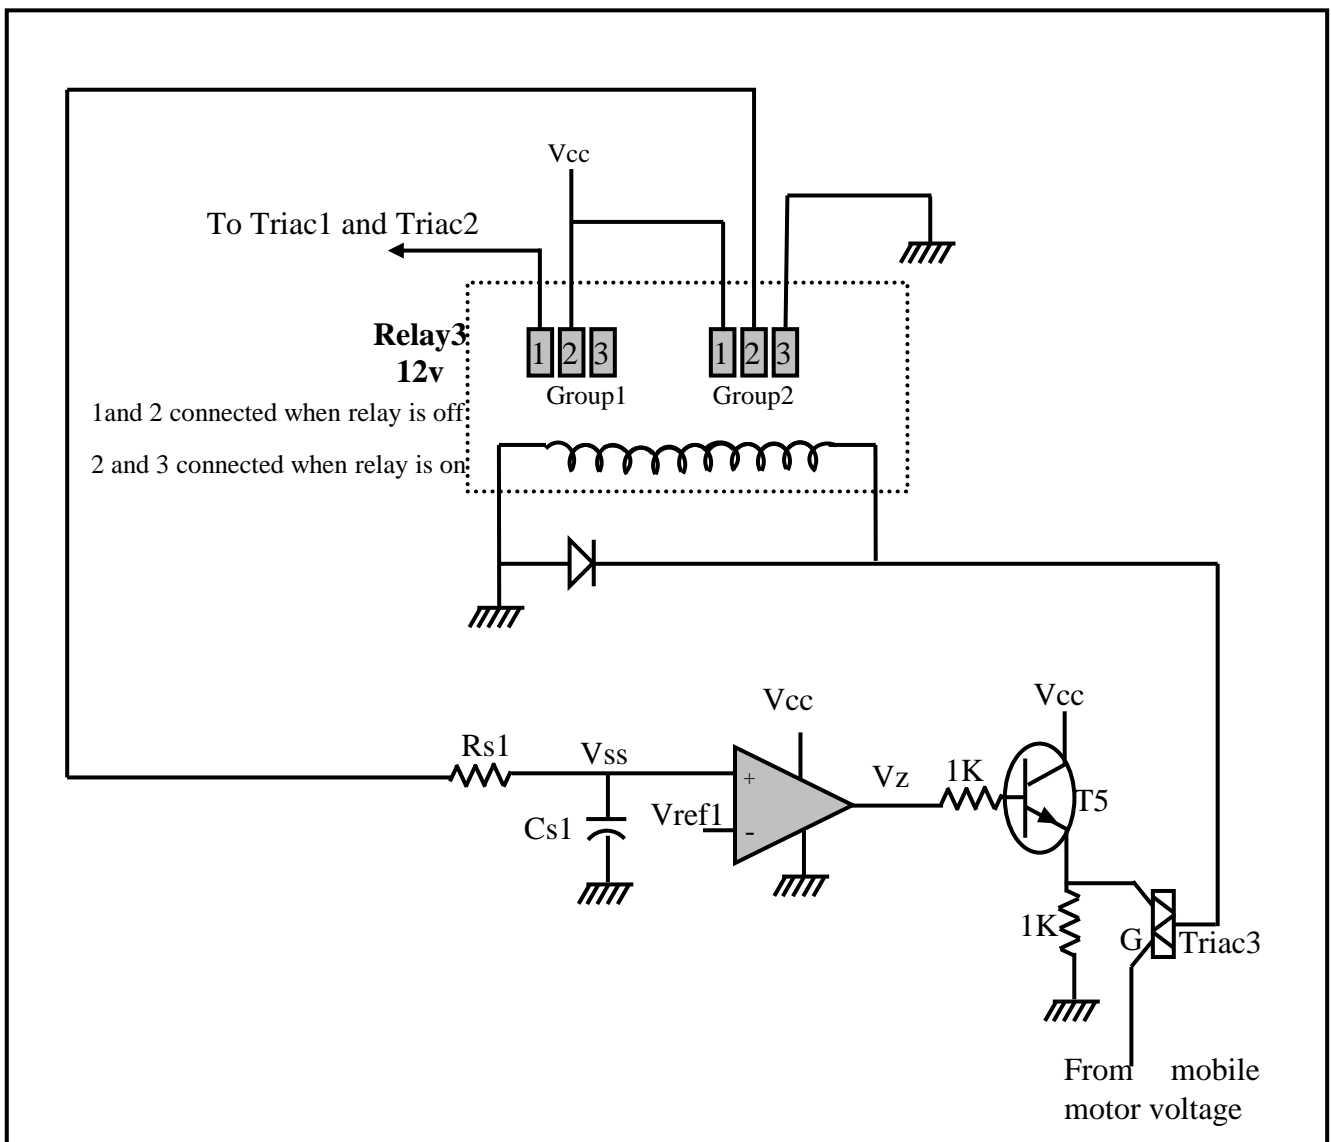 Vcc
To Triac1 and Triac2
Relay3
12v
1 2 3
1 2 3
Group1
Group2
1and 2 connected when relay is off
2 and 3 connected when relay is on
Vcc
Vcc
Rs1
Vss
Vz
1K
T5
+
Cs1
Vref1
-
1K
G
Triac3
From mobile
motor voltage